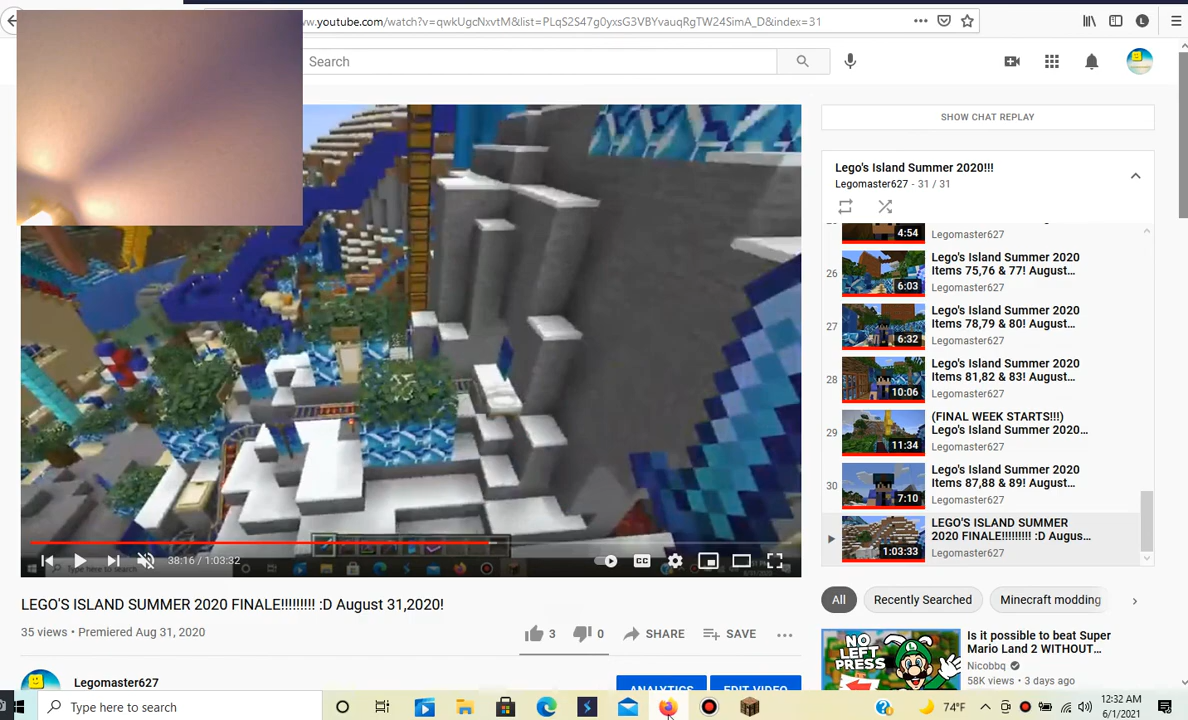 w.youtube.com/watch?v=qwkUgcNxvtM&list=PLqS2S47g0yxsG3VBYvauqRgTW24SimA_D&index=31
Search
SHOW CHAT REPLAY
Lego's Island Summer 2020!!!
Legomaster627 - 31 / 31
4:54
Legomaster627
26
6:03
Lego's Island Summer 2020
Items 75,76 & 77! August...
Legomaster627
27
6:32
Lego's Island Summer 2020
Items 78,79 & 80! August...
Legomaster627
28
10:06
Lego's Island Summer 2020
Items 81,82 & 83! August...
Legomaster627
29
11:34
(FINAL WEEK STARTS!!!)
Lego's Island Summer 2020...
Legomaster627
30
7:10
Lego's Island Summer 2020
Items 87,88 & 89! August...
Legomaster627
1:03:33
LEGO'S ISLAND SUMMER
2020 FINALE!!!!!!!!! :D Augus...
Legomaster627
38:16 / 1:03:32
CC
Type here to search
LEGO'S ISLAND SUMMER 2020 FINALE!!!!!!!!! :D August 31,2020!
35 views • Premiered Aug 31, 2020
3
0
SHARE
SAVE
Legomaster627
ANALYTICS
EDIT VIDEO
All
Recently Searched
Minecraft modding
NO
LEFT
PRESS
Is it possible to beat Super
Mario Land 2 WITHOUT...
Nicobbq
58K views • 3 days ago
Type here to search
74°F
12:32 AM
6/1/2021